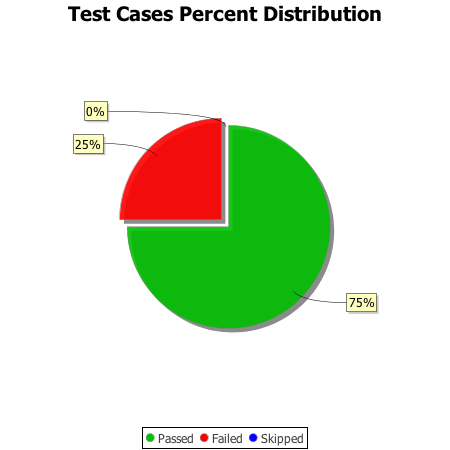 Test Cases Percent Distribution
0%
25%
75%
Passed Failed Skipped